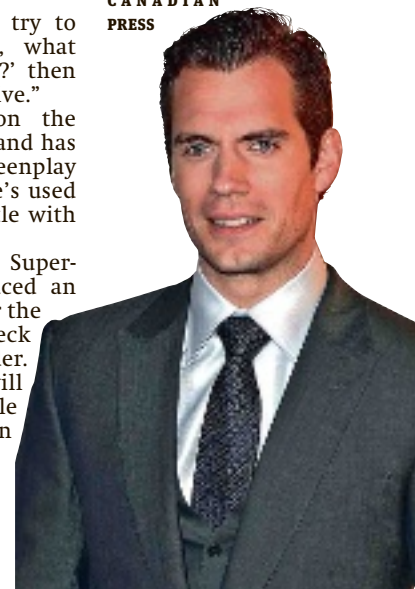 CANADIAN
PRESS
try to
, what
?’ then
ve.”
on the
and has
eenplay
e’s used
le with
Super-
ced an
r the
eck
er.
ill
le
n